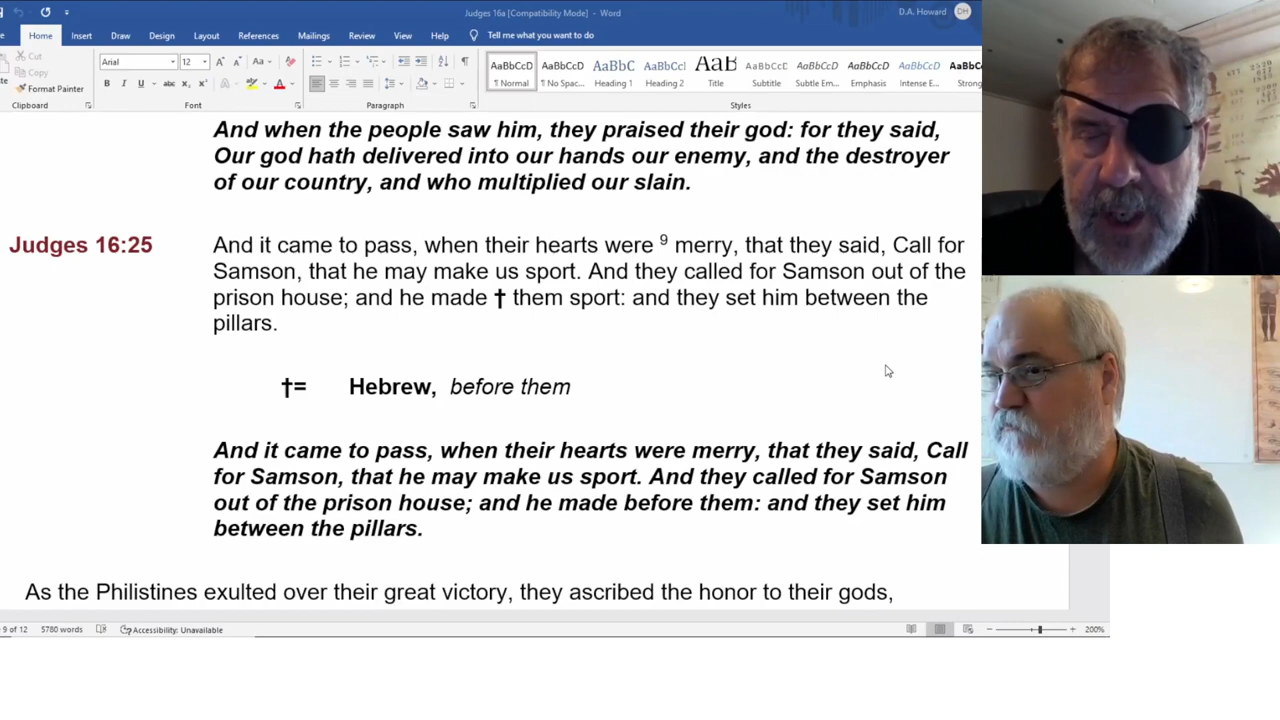 Judges 16a [Compatibility Mode] - Word
D.A. Howard
DH
Home Insert Draw Design Layout References Mailings Review View Help Tell me what you want to do
Cut
Copy
Format Painter
Clipboard
Arial 12
Font
Paragraph
AaBbCcD AaBbCcD AaBbC AaBbCcl AaB AaBbCcD AaBbCcD AaBbCcD AaBbCcD AaBbCc
¶ Normal ¶ No Spac... Heading 1 Heading 2 Title Subtitle Subtle Em... Emphasis Intense E... Strong
Styles
And when the people saw him, they praised their god: for they said,
Our god hath delivered into our hands our enemy, and the destroyer
of our country, and who multiplied our slain.
Judges 16:25 And it came to pass, when their hearts were 9 merry, that they said, Call for
Samson, that he may make us sport. And they called for Samson out of the
prison house; and he made † them sport: and they set him between the
pillars.
†= Hebrew, before them
And it came to pass, when their hearts were merry, that they said, Call
for Samson, that he may make us sport. And they called for Samson
out of the prison house; and he made before them: and they set him
between the pillars.
As the Philistines exulted over their great victory, they ascribed the honor to their gods,
9 of 12 5780 words Accessibility: Unavailable 200%